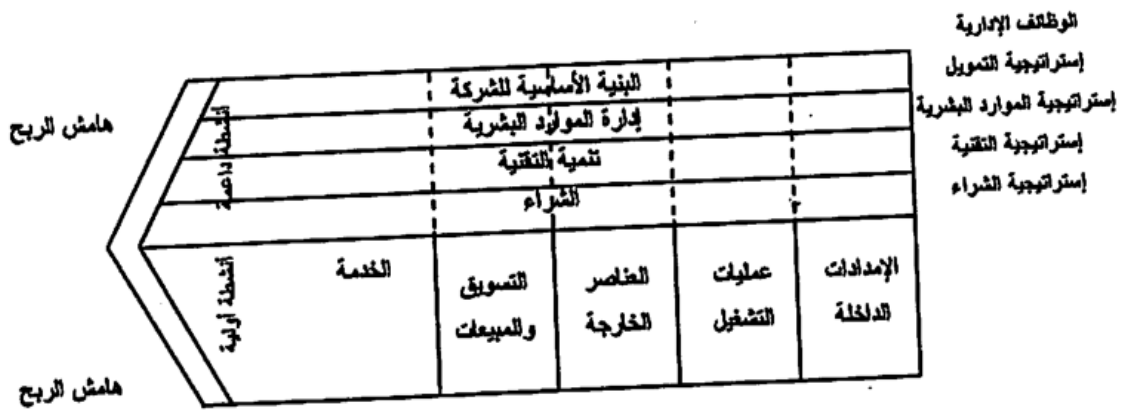 الوظائف الإدارية
إستراتيجية التمويل
إستراتيجية الموارد البشرية
إستراتيجية التقنية
إستراتيجية الشراء
البنية الأساسية للشركة
إدارة الموارد البشرية
تنمية التقنية
الشراء
أنشطة داعمة
هامش الربح
الإمدادات
الداخلة
عمليات
التشغيل
العناصر
الخارجة
التسويق
والمبيعات
الخدمة
أنشطة أولية
هامش الربح